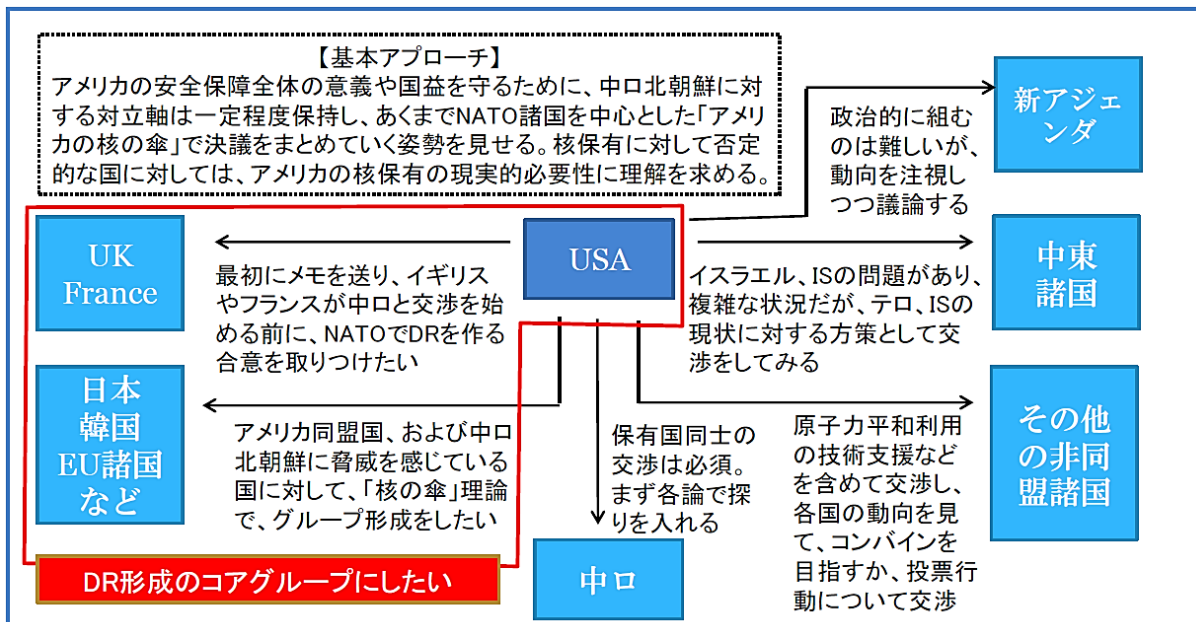 【基本アプローチ】
アメリカの安全保障全体の意義や国益を守るために、中ロ北朝鮮に対
する対立軸は一定程度保持し、あくまでNATO諸国を中心とした「アメリ
カの核の傘」で決議をまとめていく姿勢を見せる。核保有に対して否定
的な国に対しては、アメリカの核保有の現実的必要性に理解を求める。
新アジェ
ンダ
政治的に組む
のは難しいが、
動向を注視し
つつ議論する
UK
France
USA
中東
諸国
最初にメモを送り、イギリス
やフランスが中ロと交渉を始
める前に、NATOでDRを作る
合意を取りつけたい
イスラエル、ISの問題があり、
複雑な状況だが、テロ、ISの
現状に対する方策として交
渉をしてみる
日本
韓国
EU諸国
など
アメリカ同盟国、および中ロ
北朝鮮に脅威を感じている
国に対して、「核の傘」理論
で、グループ形成をしたい
保有国同士の
交渉は必須。
まず各論で探
りを入れる
原子力平和利用
の技術支援など
を含めて交渉し、
各国の動向を見
て、コンバインを
目指すか、投票行
動について交渉
その他
の非同
盟諸国
DR形成のコアグループにしたい
中ロ